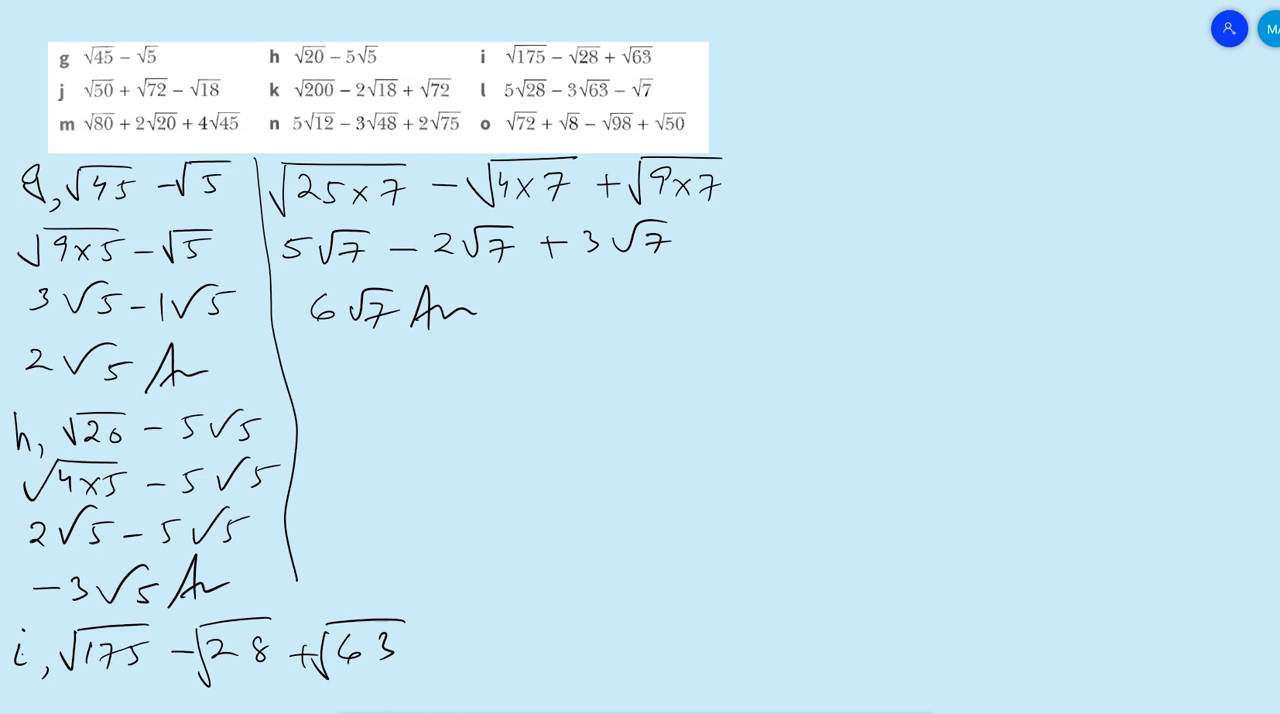 g √45 − √5 h √20 − 5√5 i √175 − √28 + √63
j √50 + √72 − √18 k √200 − 2√18 + √72 l 5√28 − 3√63 − √7
m √80 + 2√20 + 4√45 n 5√12 − 3√48 + 2√75 o √72 + √8 − √98 + √50
MA
g, √45 − √5
√9×5 − √5
3√5 − 1√5
2√5 An
h, √20 − 5√5
√4×5 − 5√5
2√5 − 5√5
−3√5 An
i, √175 − √28 + √63
√25×7 − √4×7 + √9×7
5√7 − 2√7 + 3√7
6√7 An